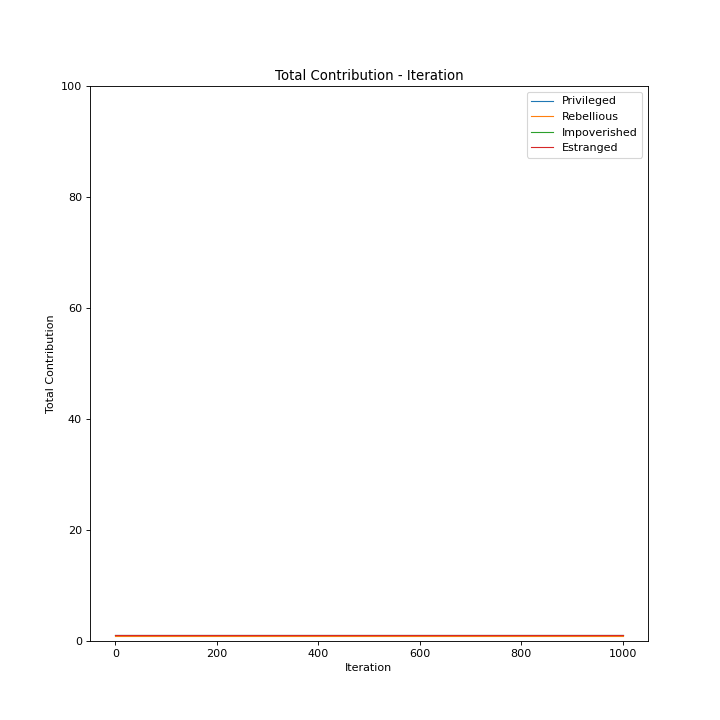 Total Contribution - Iteration
100
80
60
40
20
0
Total Contribution
Privileged
Rebellious
Impoverished
Estranged
0 200 400 600 800 1000
Iteration